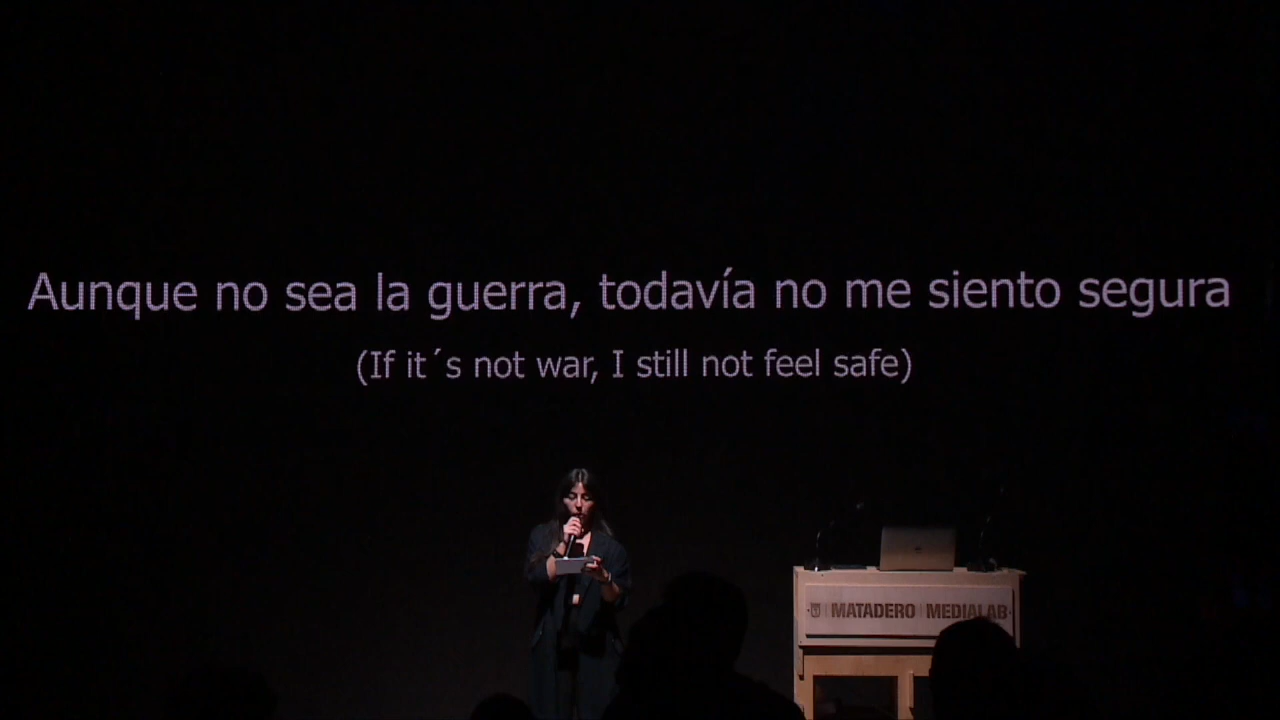 Aunque no sea la guerra, todavía no me siento segura
(If it´s not war, I still not feel safe)
MATADERO | MEDIALAB